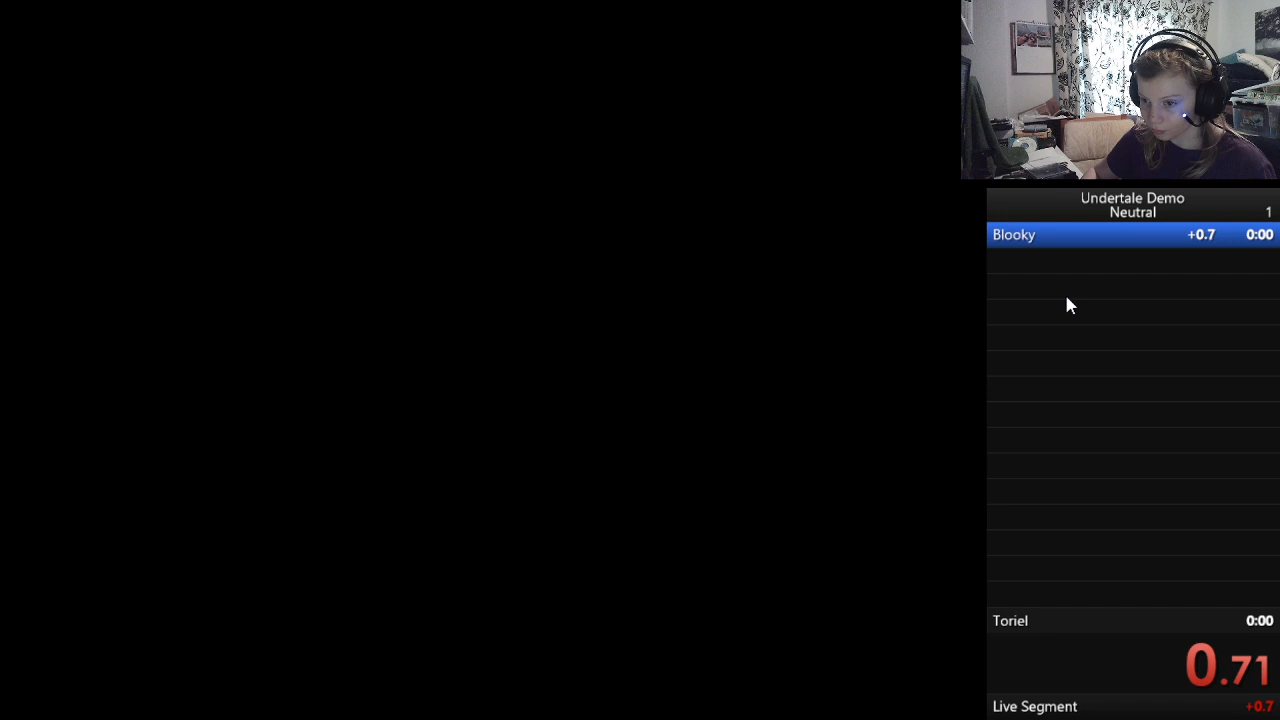 Undertale Demo
Neutral 1
Blooky +0.7 0:00
Toriel 0:00
0.71
Live Segment +0.7